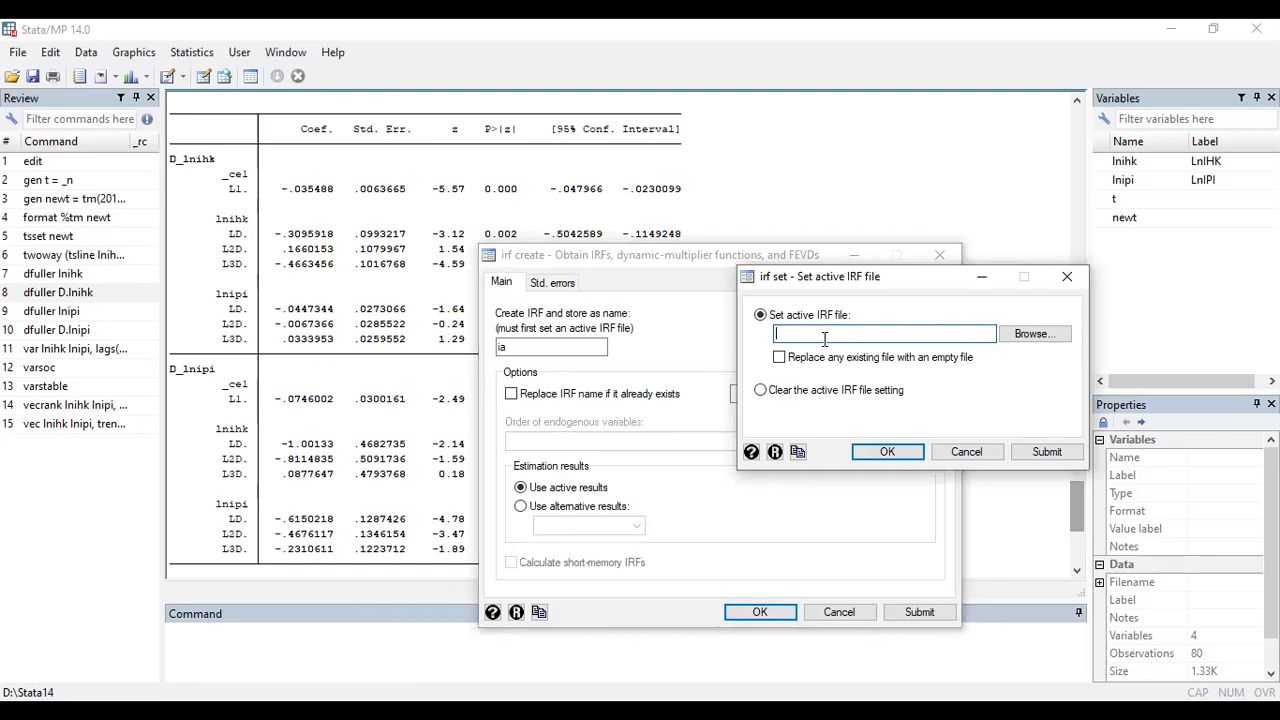 Stata/MP 14.0
File Edit Data Graphics Statistics User Window Help
Review
Filter commands here
# Command _rc
1 edit
2 gen t = _n
3 gen newt = tm(201...
4 format %tm newt
5 tsset newt
6 twoway (tsline lnih...
7 dfuller lnihk
8 dfuller D.lnihk
9 dfuller lnipi
10 dfuller D.lnipi
11 var lnihk lnipi, lags(...
12 varsoc
13 varstable
14 vecrank lnihk lnipi, ...
15 vec lnihk lnipi, tren...
Coef. Std. Err. z P>|z| [95% Conf. Interval]
D_lnihk
_ce1
L1. -.035488 .0063665 -5.57 0.000 -.047966 -.0230099
lnihk
LD. -.3095918 .0993217 -3.12 0.002 -.5042589 -.1149248
L2D. .1660153 .1079967 1.54
L3D. -.4663456 .1016768 -4.59
lnipi
LD. -.0447344 .0273066 -1.64
L2D. -.0067366 .0285522 -0.24
L3D. .0333953 .0259559 1.29
D_lnipi
_ce1
L1. -.0746002 .0300161 -2.49
lnihk
LD. -1.00133 .4682735 -2.14
L2D. -.8114835 .5091736 -1.59
L3D. .0877647 .4793768 0.18
lnipi
LD. -.6150218 .1287426 -4.78
L2D. -.4676117 .1346154 -3.47
L3D. -.2310611 .1223712 -1.89
Command
irf create - Obtain IRFs, dynamic-multiplier functions, and FEVDs
Main Std. errors
Create IRF and store as name:
(must first set an active IRF file)
ia
Options
Replace IRF name if it already exists
Order of endogenous variables:
Estimation results
Use active results
Use alternative results:
Calculate short-memory IRFs
OK Cancel Submit
irf set - Set active IRF file
Set active IRF file:
Browse...
Replace any existing file with an empty file
Clear the active IRF file setting
OK Cancel Submit
Variables
Filter variables here
Name Label
lnihk LnIHK
lnipi LnIPI
t
newt
Properties
Variables
Name
Label
Type
Format
Value label
Notes
Data
Filename
Label
Notes
Variables 4
Observations 80
Size 1.33K
D:\Stata14
CAP NUM OVR